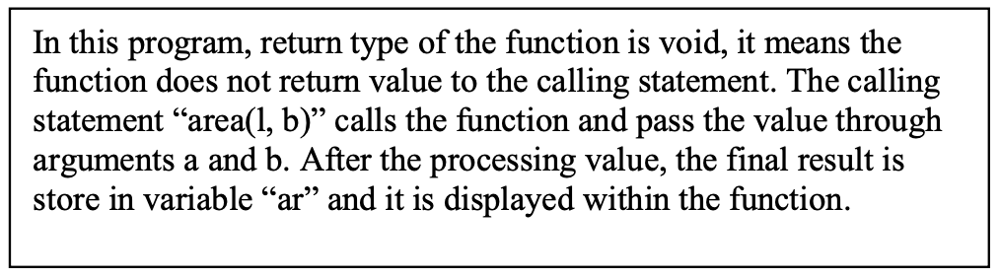 In this program, return type of the function is void, it means the
function does not return value to the calling statement. The calling
statement “area(l, b)” calls the function and pass the value through
arguments a and b. After the processing value, the final result is
store in variable “ar” and it is displayed within the function.